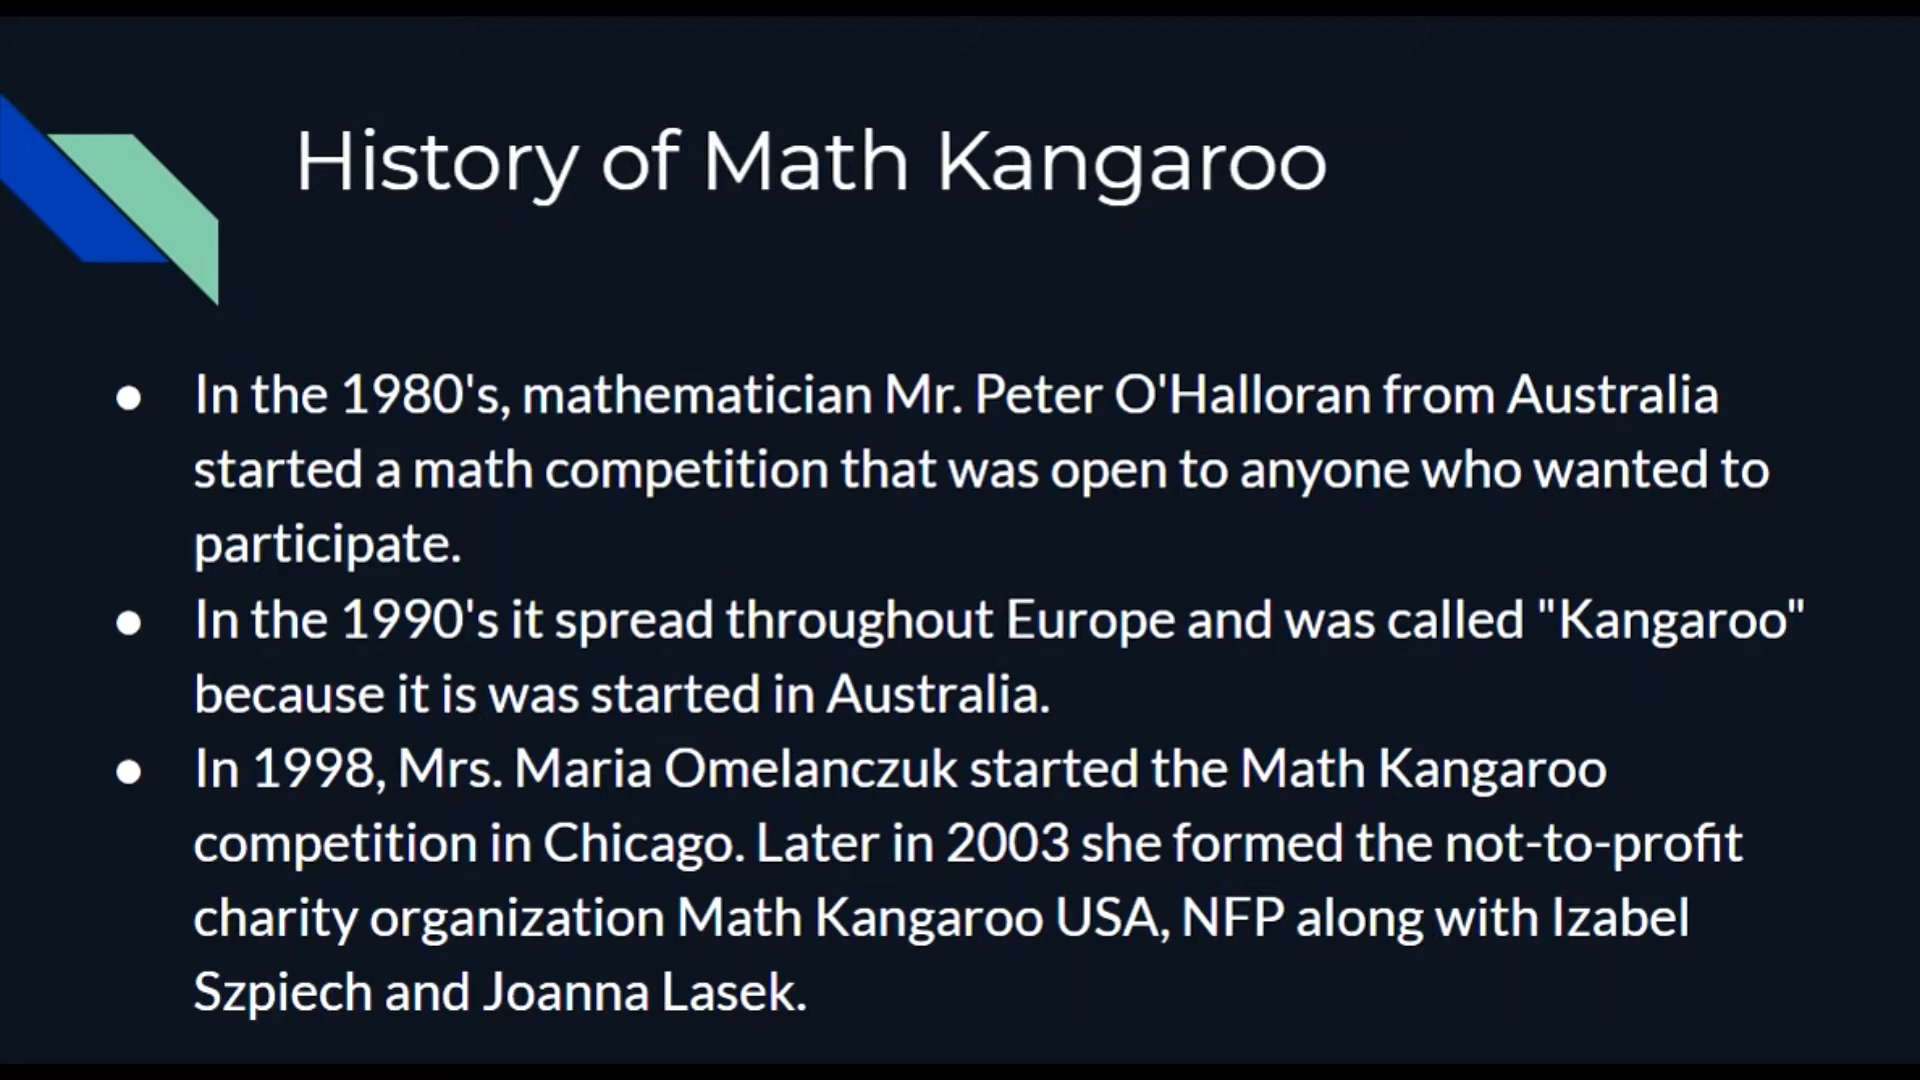 History of Math Kangaroo
● In the 1980's, mathematician Mr. Peter O'Halloran from Australia
started a math competition that was open to anyone who wanted to
participate.
● In the 1990's it spread throughout Europe and was called "Kangaroo"
because it is was started in Australia.
● In 1998, Mrs. Maria Omelanczuk started the Math Kangaroo
competition in Chicago. Later in 2003 she formed the not-to-profit
charity organization Math Kangaroo USA, NFP along with Izabel
Szpiech and Joanna Lasek.